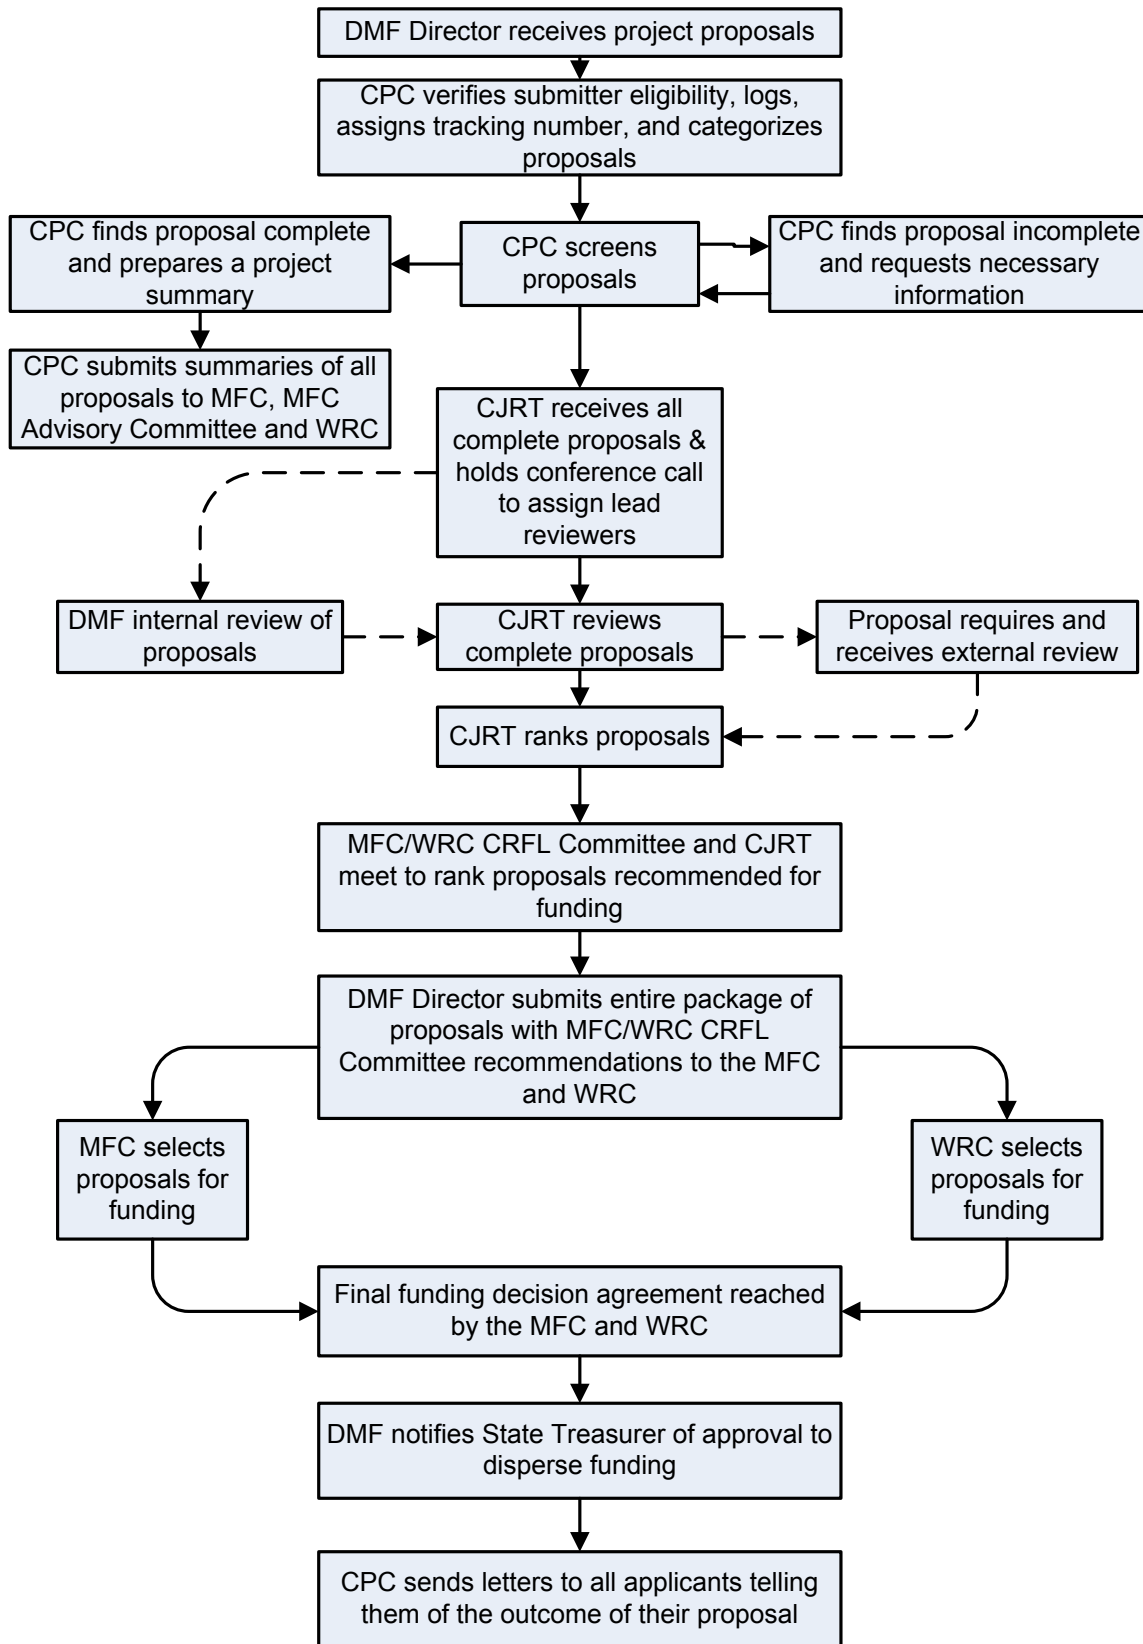 DMF Director receives project proposals
CPC verifies submitter eligibility, logs,
assigns tracking number, and categorizes
proposals
CPC finds proposal complete
and prepares a project
summary
CPC screens
proposals
CPC finds proposal incomplete
and requests necessary
information
CPC submits summaries of all
proposals to MFC, MFC
Advisory Committee and WRC
CJRT receives all
complete proposals &
holds conference call
to assign lead
reviewers
DMF internal review of
proposals
CJRT reviews
complete proposals
Proposal requires and
receives external review
CJRT ranks proposals
MFC/WRC CRFL Committee and CJRT
meet to rank proposals recommended for
funding
DMF Director submits entire package of
proposals with MFC/WRC CRFL
Committee recommendations to the MFC
and WRC
MFC selects
proposals for
funding
WRC selects
proposals for
funding
Final funding decision agreement reached
by the MFC and WRC
DMF notifies State Treasurer of approval to
disperse funding
CPC sends letters to all applicants telling
them of the outcome of their proposal